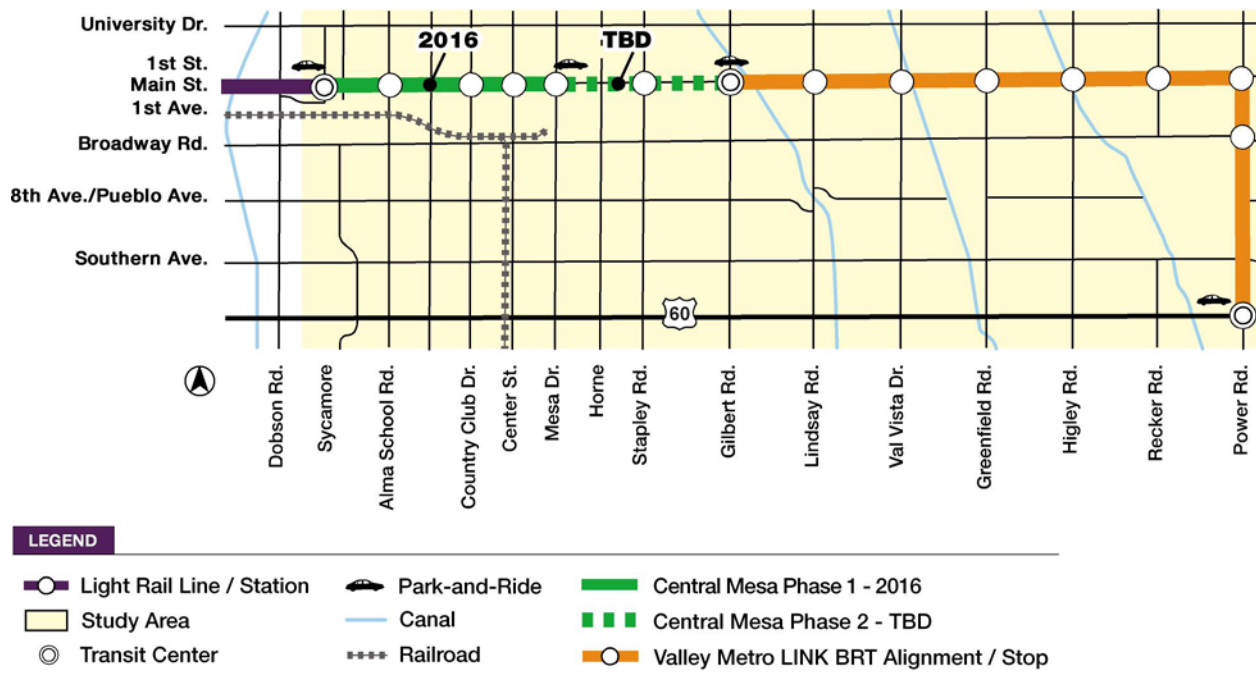 University Dr.
1st St.
Main St.
1st Ave.
Broadway Rd.
8th Ave./Pueblo Ave.
Southern Ave.
2016
TBD
60
Dobson Rd.
Sycamore
Alma School Rd.
Country Club Dr.
Center St.
Mesa Dr.
Horne
Stapley Rd.
Gilbert Rd.
Lindsay Rd.
Val Vista Dr.
Greenfield Rd.
Higley Rd.
Recker Rd.
Power Rd.
LEGEND
Light Rail Line / Station
Study Area
Transit Center
Park-and-Ride
Canal
Railroad
Central Mesa Phase 1 - 2016
Central Mesa Phase 2 - TBD
Valley Metro LINK BRT Alignment / Stop